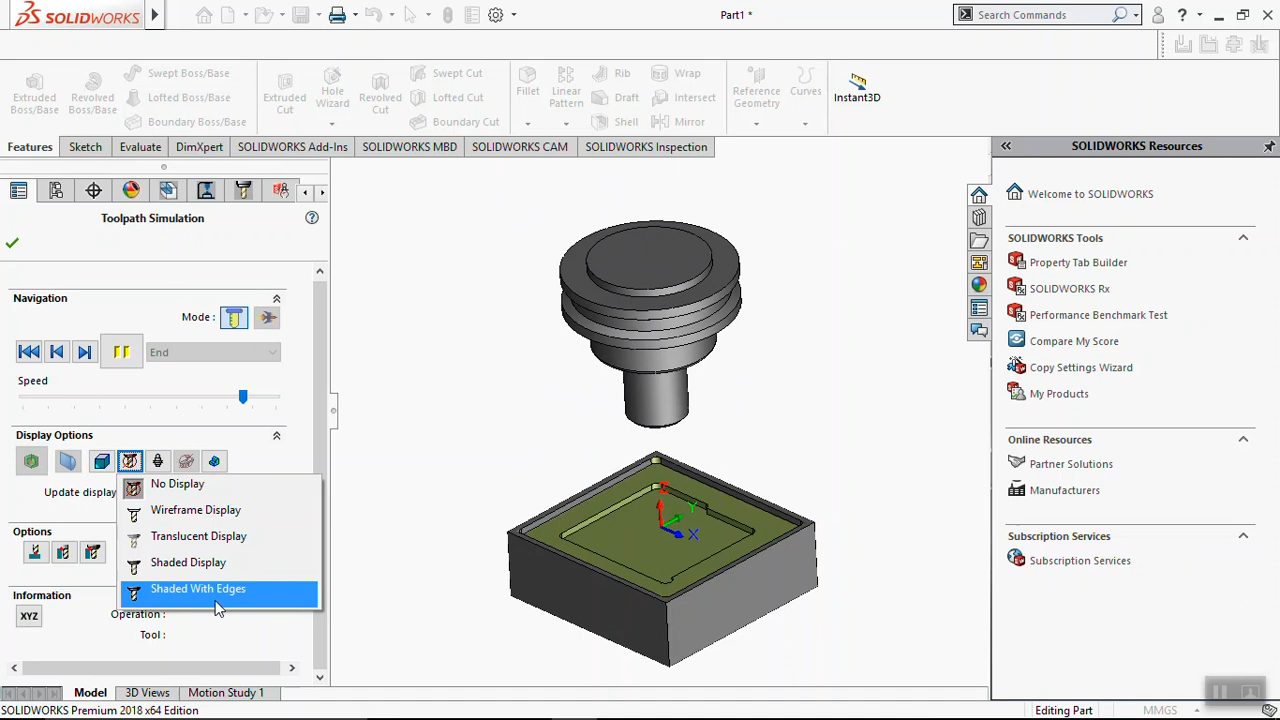 SOLIDWORKS
Part1 *
Search Commands
Extruded Boss/Base
Revolved Boss/Base
Swept Boss/Base
Lofted Boss/Base
Boundary Boss/Base
Extruded Cut
Hole Wizard
Revolved Cut
Swept Cut
Lofted Cut
Boundary Cut
Fillet
Linear Pattern
Rib
Draft
Shell
Wrap
Intersect
Mirror
Reference Geometry
Curves
Instant3D
Features
Sketch
Evaluate
DimXpert
SOLIDWORKS Add-Ins
SOLIDWORKS MBD
SOLIDWORKS CAM
SOLIDWORKS Inspection
Toolpath Simulation
Navigation
Mode :
End
Speed
Display Options
Update display
No Display
Wireframe Display
Translucent Display
Shaded Display
Shaded With Edges
Options
Information
XYZ
Operation :
Tool :
Z
Y
X
SOLIDWORKS Resources
Welcome to SOLIDWORKS
SOLIDWORKS Tools
Property Tab Builder
SOLIDWORKS Rx
Performance Benchmark Test
Compare My Score
Copy Settings Wizard
My Products
Online Resources
Partner Solutions
Manufacturers
Subscription Services
Subscription Services
Model
3D Views
Motion Study 1
SOLIDWORKS Premium 2018 x64 Edition
Editing Part
MMGS